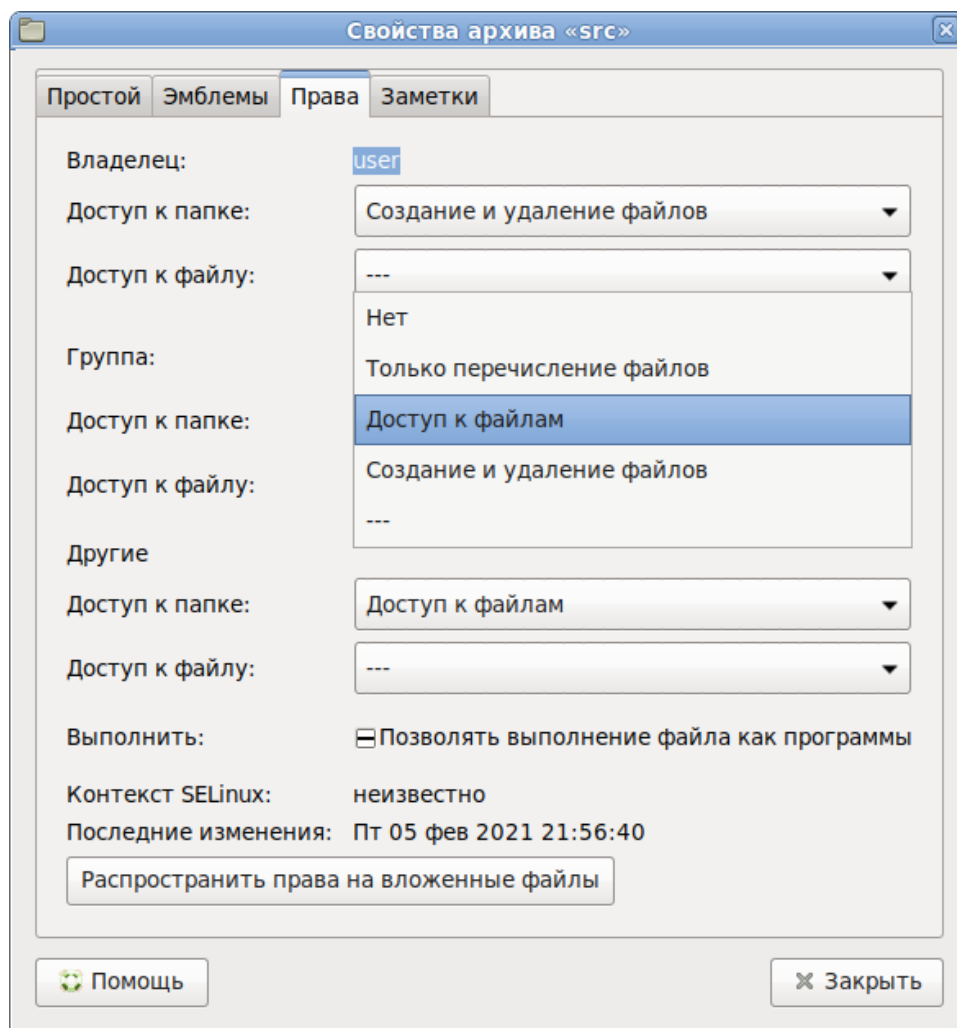 Свойства архива «src»
Простой Эмблемы Права Заметки
Владелец: user
Доступ к папке: Создание и удаление файлов
Доступ к файлу: ---
Нет
Группа:
Только перечисление файлов
Доступ к папке: Доступ к файлам
Создание и удаление файлов
Доступ к файлу:
---
Другие
Доступ к папке: Доступ к файлам
Доступ к файлу: ---
Выполнить: Позволять выполнение файла как программы
Контекст SELinux: неизвестно
Последние изменения: Пт 05 фев 2021 21:56:40
Распространить права на вложенные файлы
Помощь Закрыть